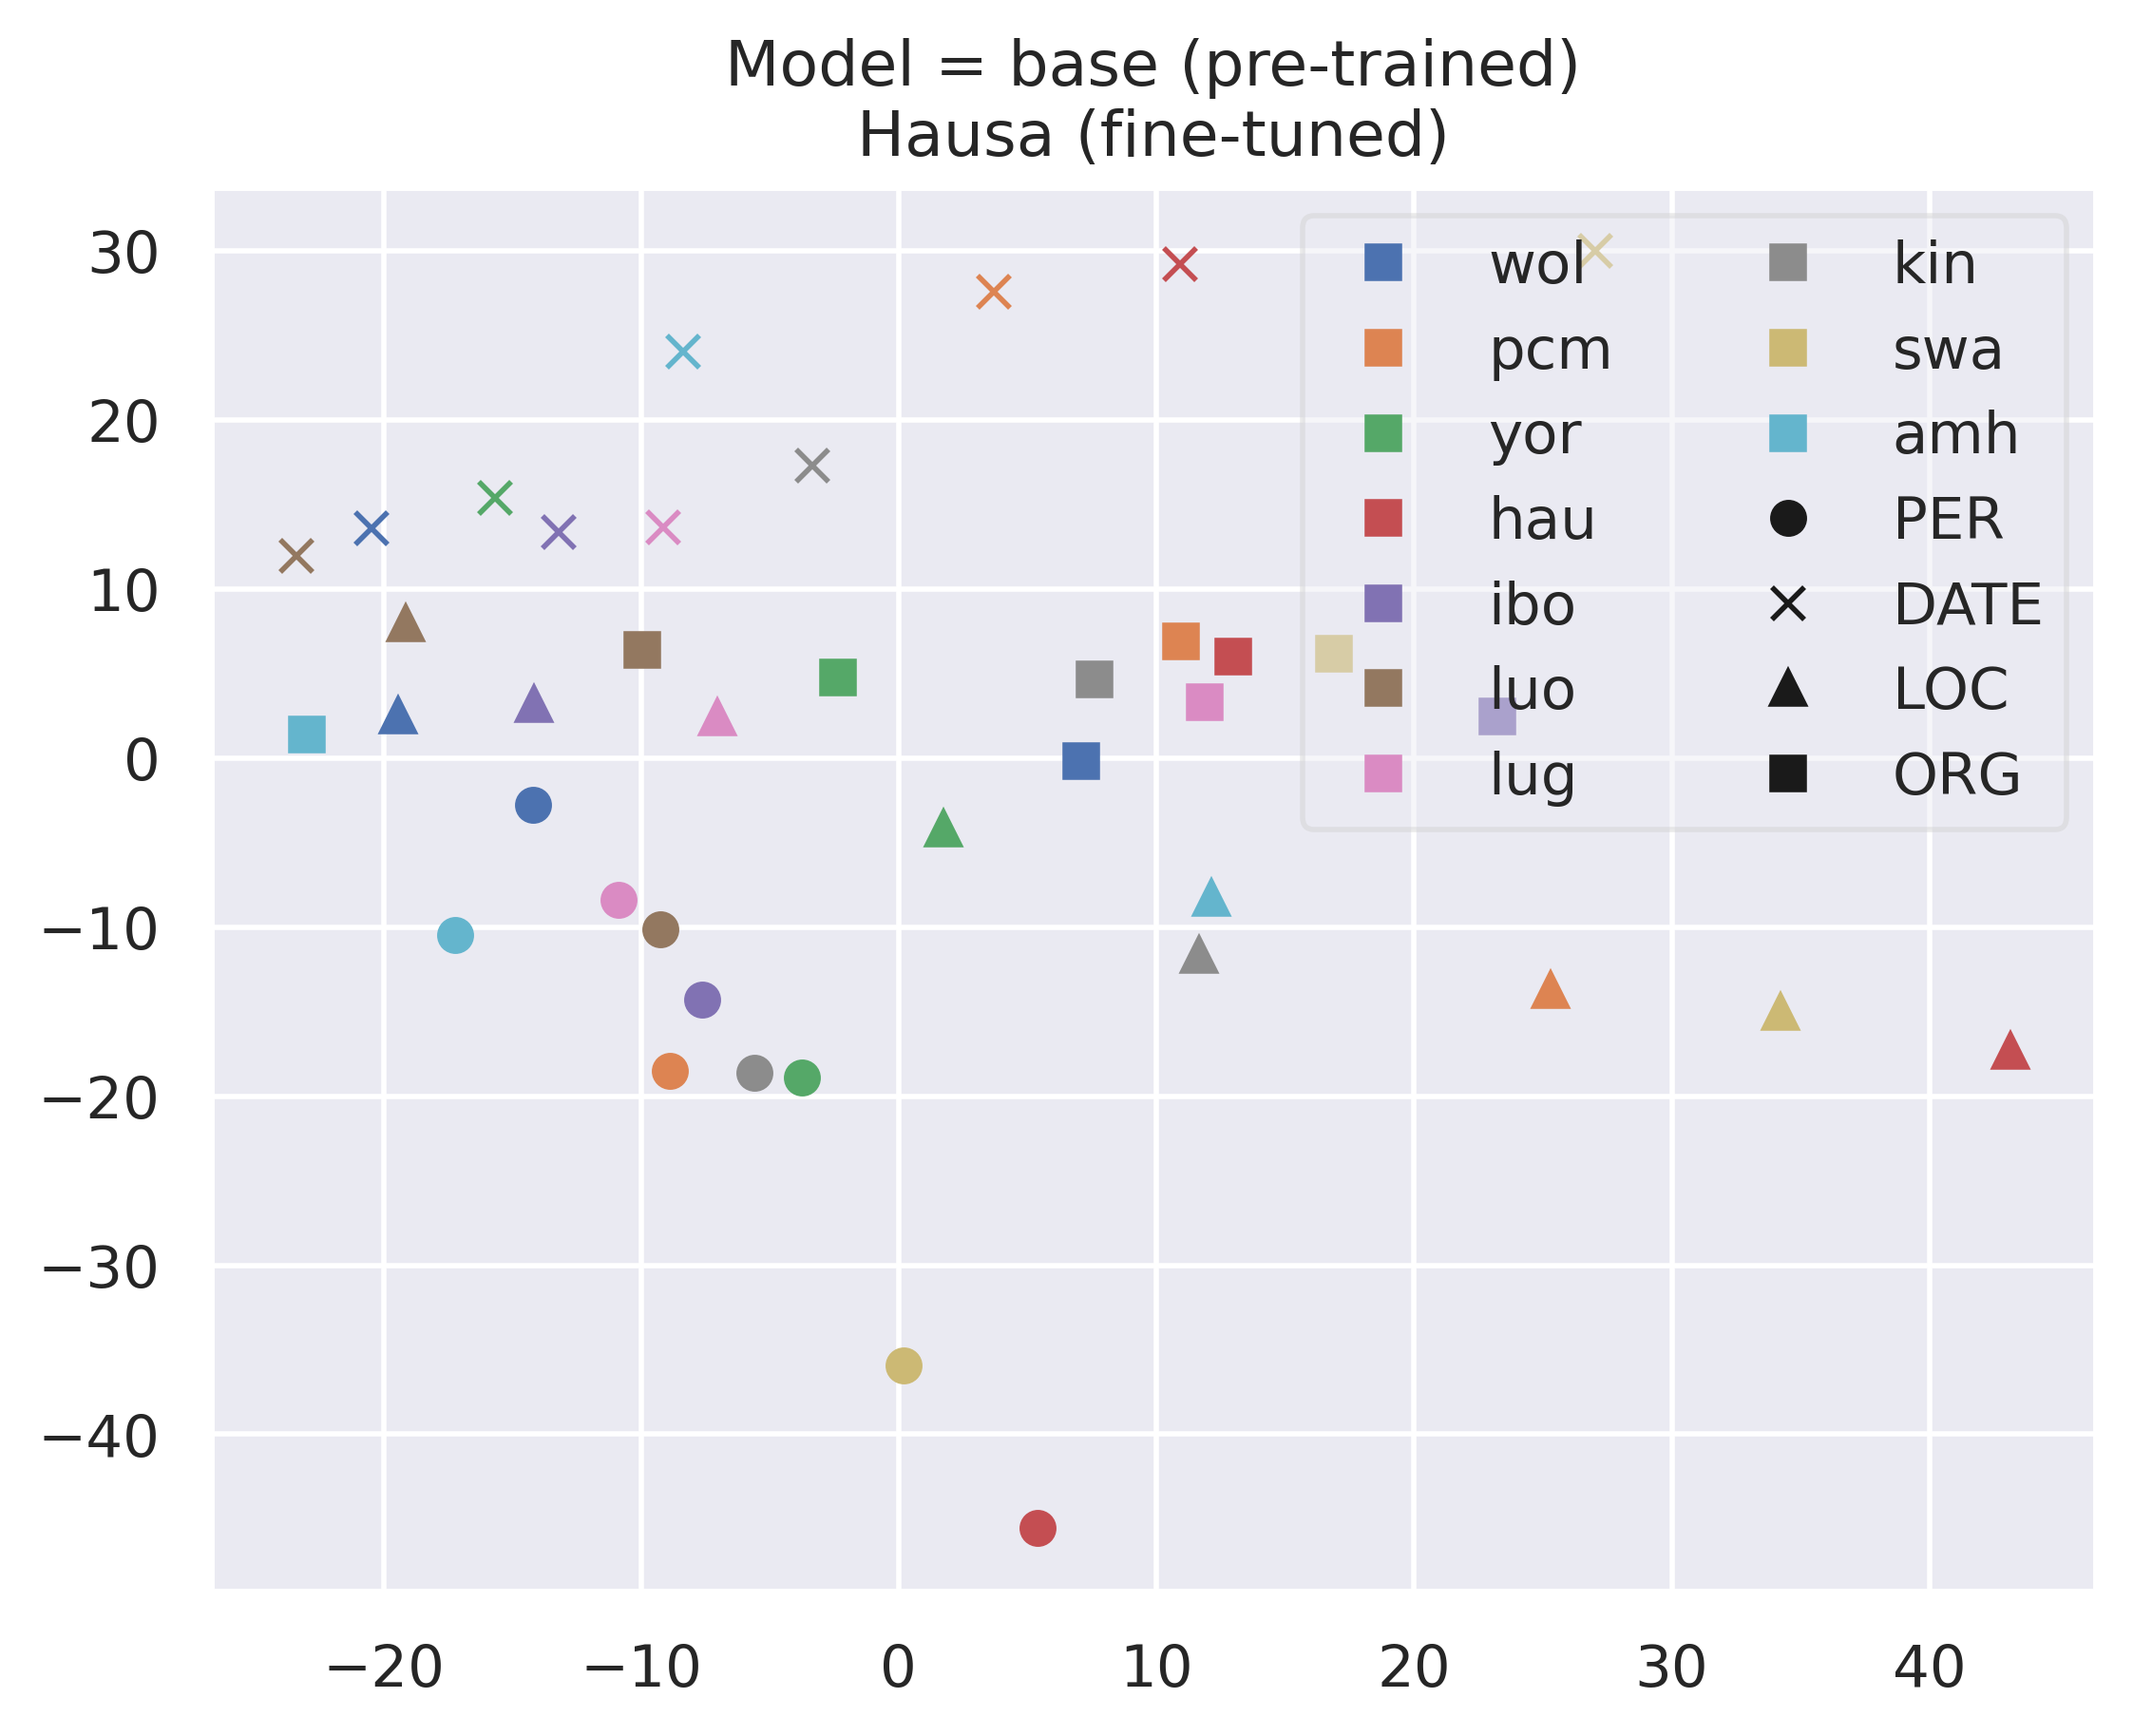 Model = base (pre-trained)
Hausa (fine-tuned)
30
20
10
0
−10
−20
−30
−40
−20
−10
0
10
20
30
40
wol
pcm
yor
hau
ibo
luo
lug
kin
swa
amh
PER
DATE
LOC
ORG